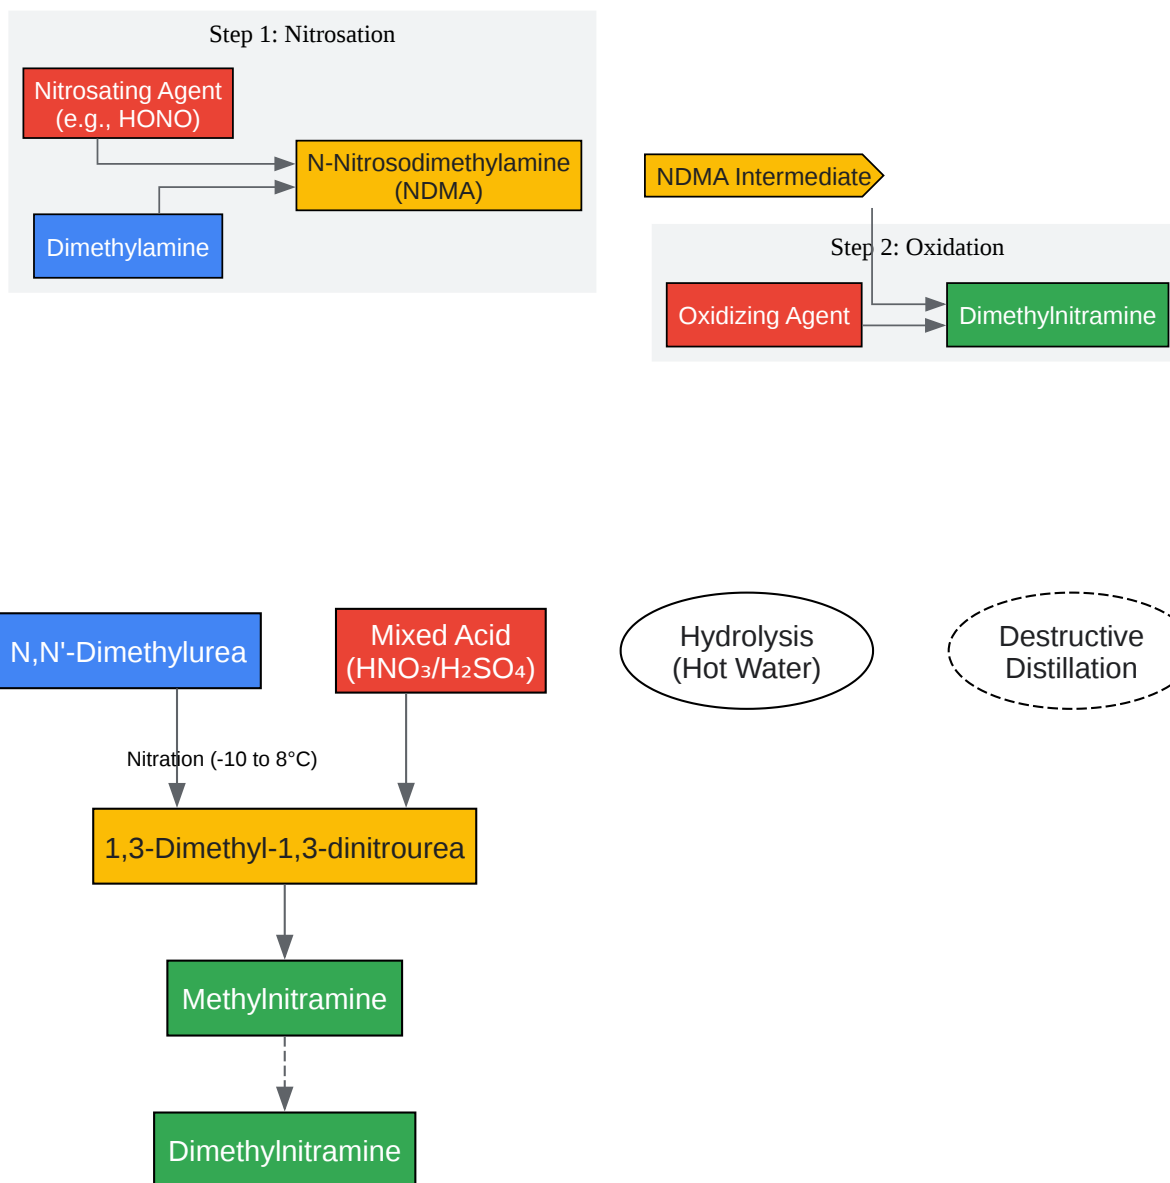 Step 1: Nitrosation
Nitrosating Agent
(e.g., HONO)
N-Nitrosodimethylamine
(NDMA)
Dimethylamine
NDMA Intermediate
Step 2: Oxidation
Oxidizing Agent
Dimethylnitramine
N,N'-Dimethylurea
Mixed Acid
(HNO₃/H₂SO₄)
Hydrolysis
(Hot Water)
Destructive
Distillation
Nitration (-10 to 8°C)
1,3-Dimethyl-1,3-dinitrourea
Methylnitramine
Dimethylnitramine